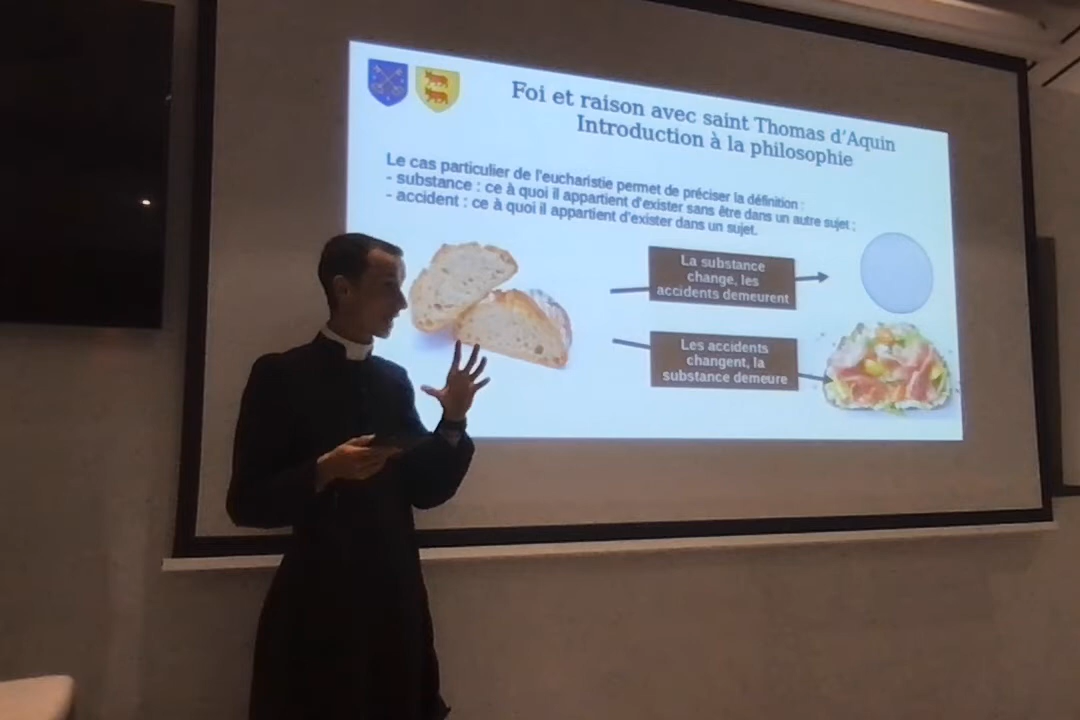 Foi et raison avec saint Thomas d'Aquin
Introduction à la philosophie
Le cas particulier de l'eucharistie permet de préciser la définition :
- substance : ce à quoi il appartient d'exister sans être dans un autre sujet ;
- accident : ce à quoi il appartient d'exister dans un sujet.
La substance
change, les
accidents demeurent
Les accidents
changent, la
substance demeure